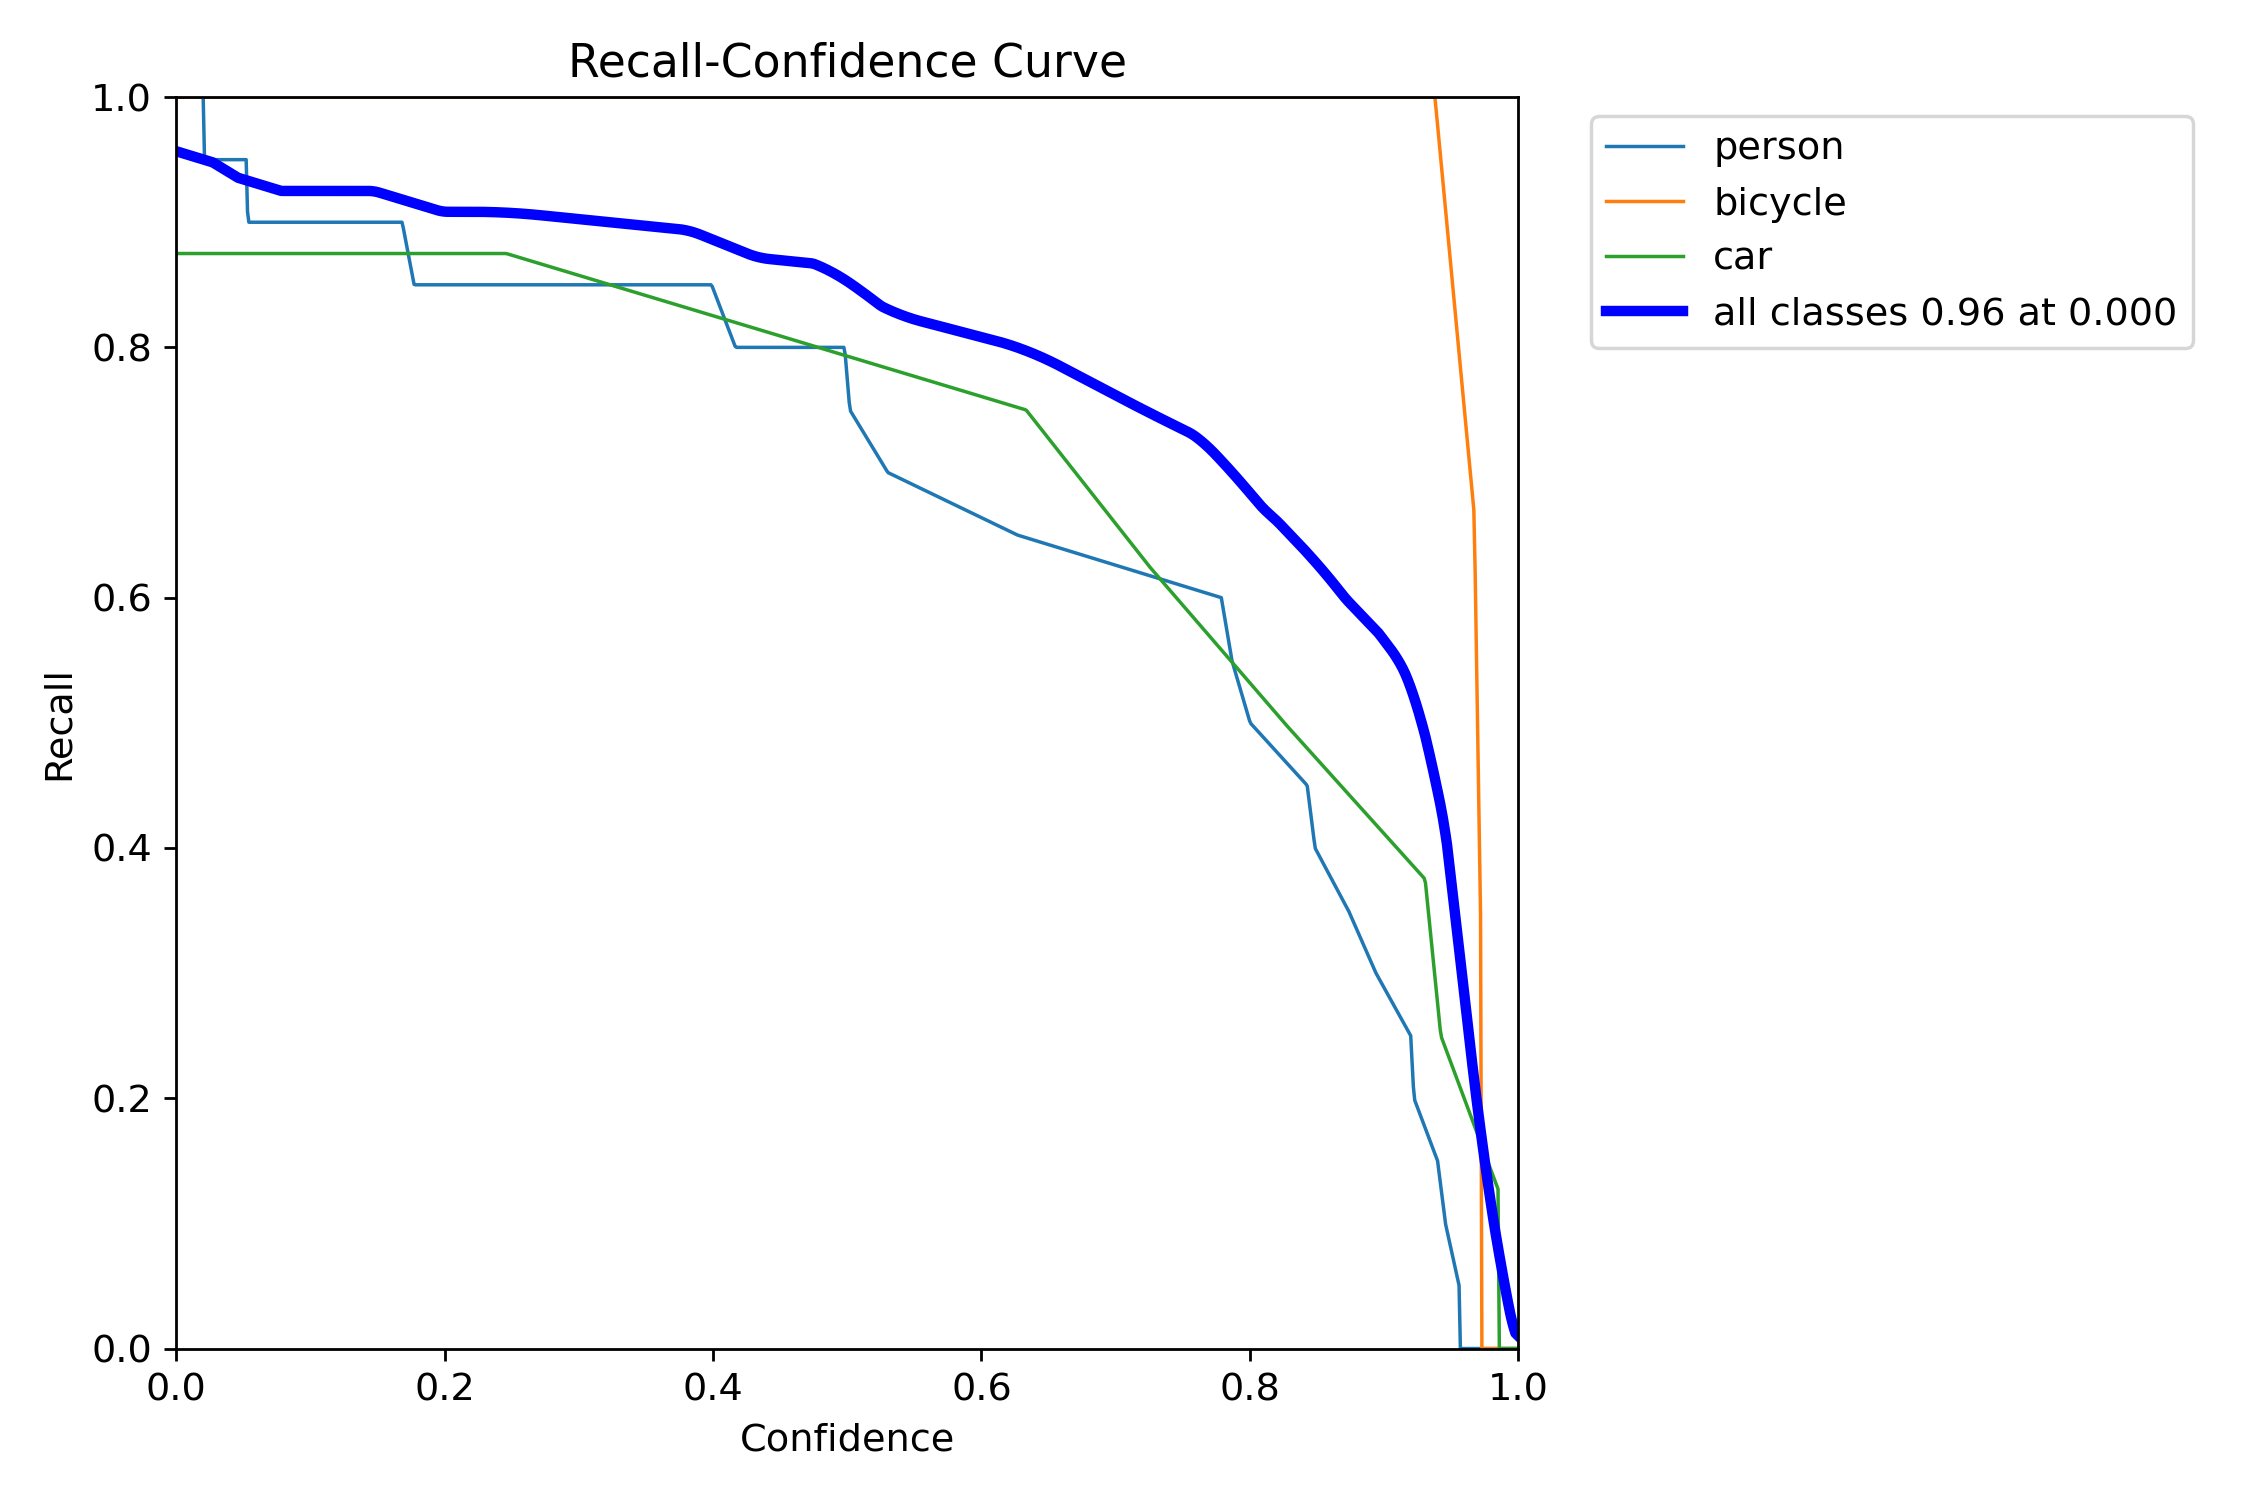 Recall-Confidence Curve
1.0
0.8
0.6
0.4
0.2
0.0
Recall
0.0 0.2 0.4 0.6 0.8 1.0
Confidence
person
bicycle
car
all classes 0.96 at 0.000